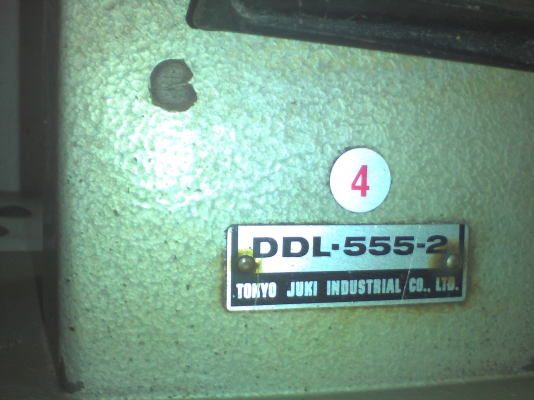 4
DDL-555-2
TOKYO JUKI INDUSTRIAL CO., LTD.